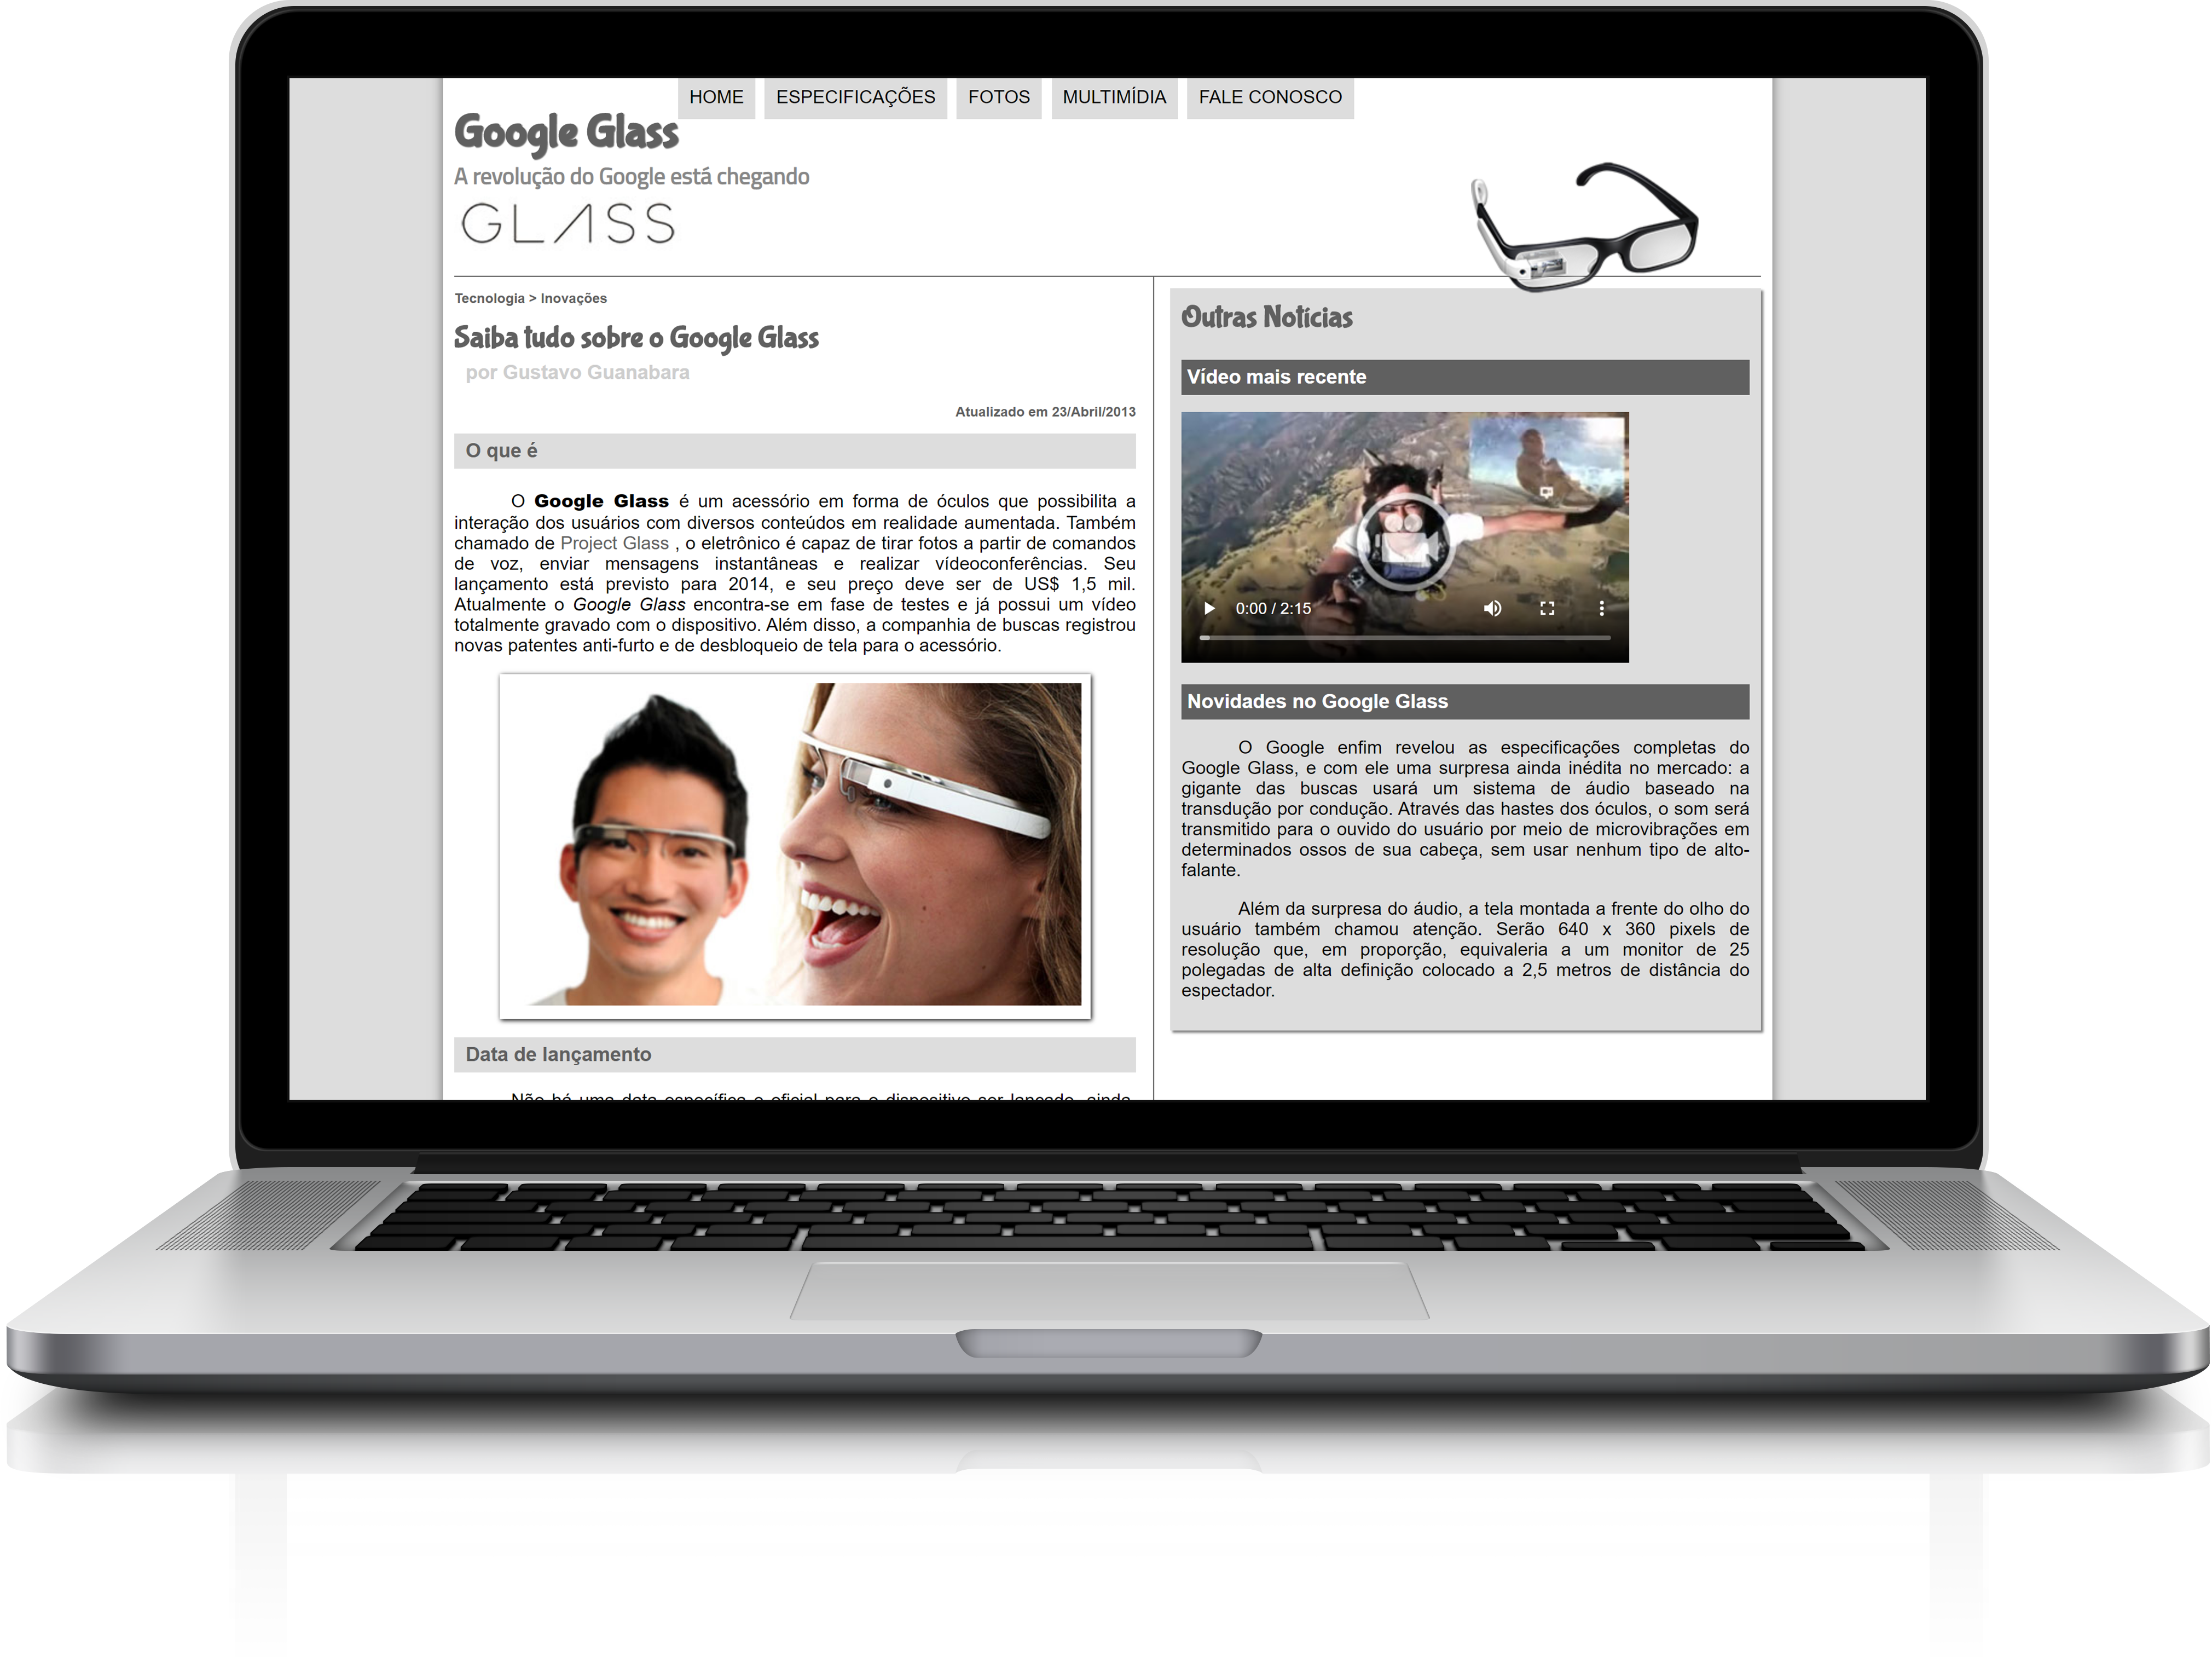 HOME ESPECIFICAÇÕES FOTOS MULTIMÍDIA FALE CONOSCO
Google Glass
A revolução do Google está chegando
GLASS
Tecnologia > Inovações
Saiba tudo sobre o Google Glass
por Gustavo Guanabara
Atualizado em 23/Abril/2013
O que é
O Google Glass é um acessório em forma de óculos que possibilita a
interação dos usuários com diversos conteúdos em realidade aumentada. Também
chamado de Project Glass , o eletrônico é capaz de tirar fotos a partir de comandos
de voz, enviar mensagens instantâneas e realizar vídeoconferências. Seu
lançamento está previsto para 2014, e seu preço deve ser de US$ 1,5 mil.
Atualmente o Google Glass encontra-se em fase de testes e já possui um vídeo
totalmente gravado com o dispositivo. Além disso, a companhia de buscas registrou
novas patentes anti-furto e de desbloqueio de tela para o acessório.
Data de lançamento
Não há uma data específica e oficial para o dispositivo ser lançado, ainda.
Outras Notícias
Vídeo mais recente
0:00 / 2:15
Novidades no Google Glass
O Google enfim revelou as especificações completas do
Google Glass, e com ele uma surpresa ainda inédita no mercado: a
gigante das buscas usará um sistema de áudio baseado na
transdução por condução. Através das hastes dos óculos, o som será
transmitido para o ouvido do usuário por meio de microvibrações em
determinados ossos de sua cabeça, sem usar nenhum tipo de alto-
falante.
Além da surpresa do áudio, a tela montada a frente do olho do
usuário também chamou atenção. Serão 640 x 360 pixels de
resolução que, em proporção, equivaleria a um monitor de 25
polegadas de alta definição colocado a 2,5 metros de distância do
espectador.